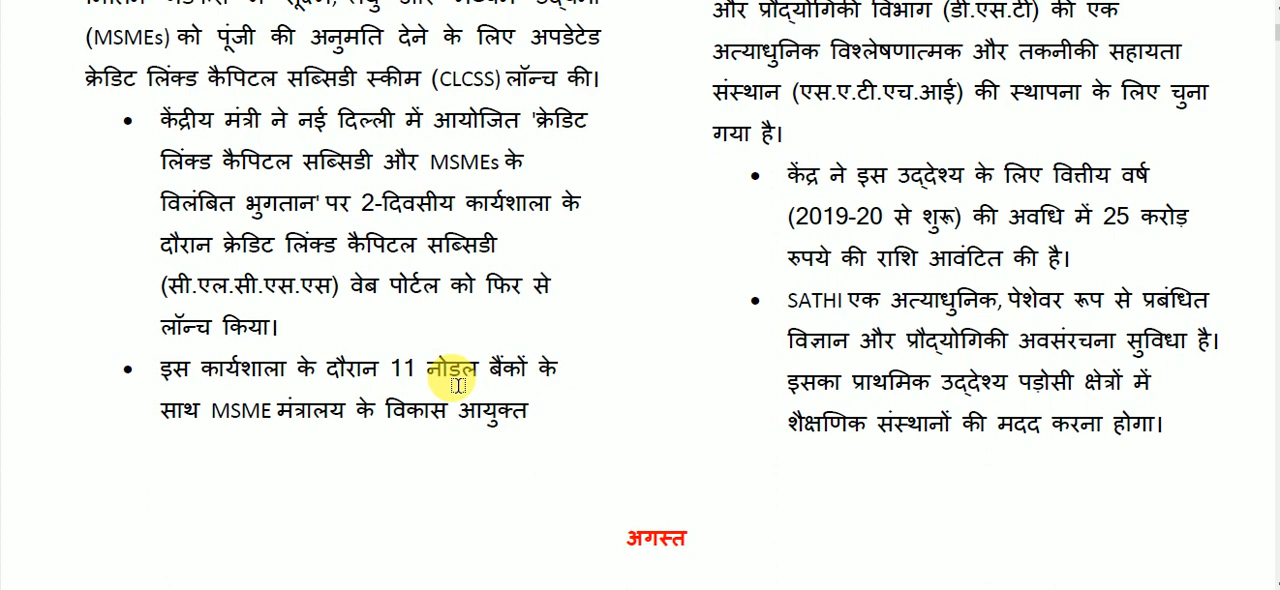 (MSMEs) को पूंजी की अनुमति देने के लिए अपडेटेड
क्रेडिट लिंक्ड कैपिटल सब्सिडी स्कीम (CLCSS) लॉन्च की।
• केंद्रीय मंत्री ने नई दिल्ली में आयोजित 'क्रेडिट
लिंक्ड कैपिटल सब्सिडी और MSMEs के
विलंबित भुगतान' पर 2-दिवसीय कार्यशाला के
दौरान क्रेडिट लिंक्ड कैपिटल सब्सिडी
(सी.एल.सी.एस.एस) वेब पोर्टल को फिर से
लॉन्च किया।
• इस कार्यशाला के दौरान 11 नोडल बैंकों के
साथ MSME मंत्रालय के विकास आयुक्त
और प्रौद्योगिकी विभाग (डी.एस.टी) की एक
अत्याधुनिक विश्लेषणात्मक और तकनीकी सहायता
संस्थान (एस.ए.टी.एच.आई) की स्थापना के लिए चुना
गया है।
• केंद्र ने इस उद्देश्य के लिए वित्तीय वर्ष
(2019-20 से शुरू) की अवधि में 25 करोड़
रुपये की राशि आवंटित की है।
• SATHI एक अत्याधुनिक, पेशेवर रूप से प्रबंधित
विज्ञान और प्रौद्योगिकी अवसंरचना सुविधा है।
इसका प्राथमिक उद्देश्य पड़ोसी क्षेत्रों में
शैक्षणिक संस्थानों की मदद करना होगा।
अगस्त